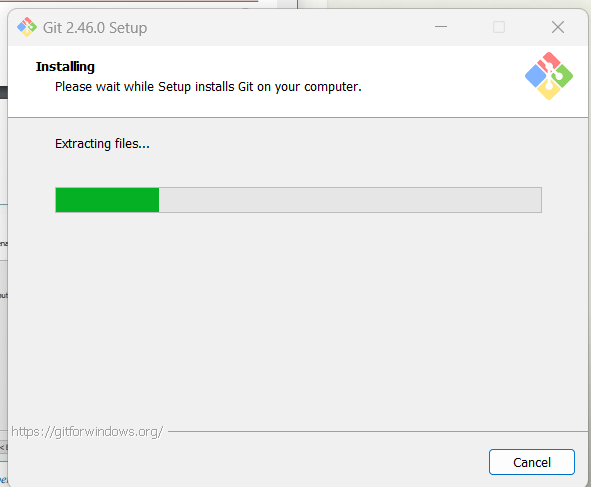 Git 2.46.0 Setup
Installing
Please wait while Setup installs Git on your computer.
Extracting files...
https://gitforwindows.org/
Cancel